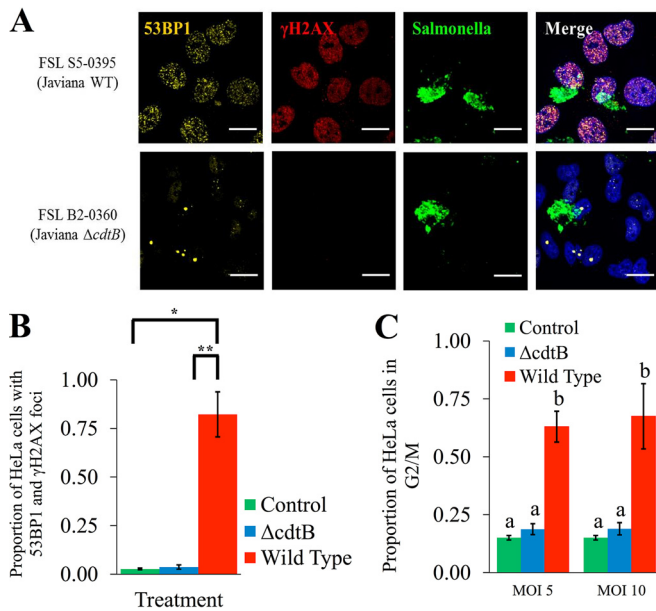 A
53BP1
γH2AX
Salmonella
Merge
FSL S5-0395
(Javiana WT)
FSL B2-0360
(Javiana ΔcdtB)
B
*
**
Proportion of HeLa cells with
53BP1 and γH2AX foci
1.00
0.75
0.50
0.25
0.00
Control
ΔcdtB
Wild Type
Treatment
C
Control
ΔcdtB
Wild Type
Proportion of HeLa cells in
G2/M
1.00
0.75
0.50
0.25
0.00
a
a
b
a
a
b
MOI 5
MOI 10